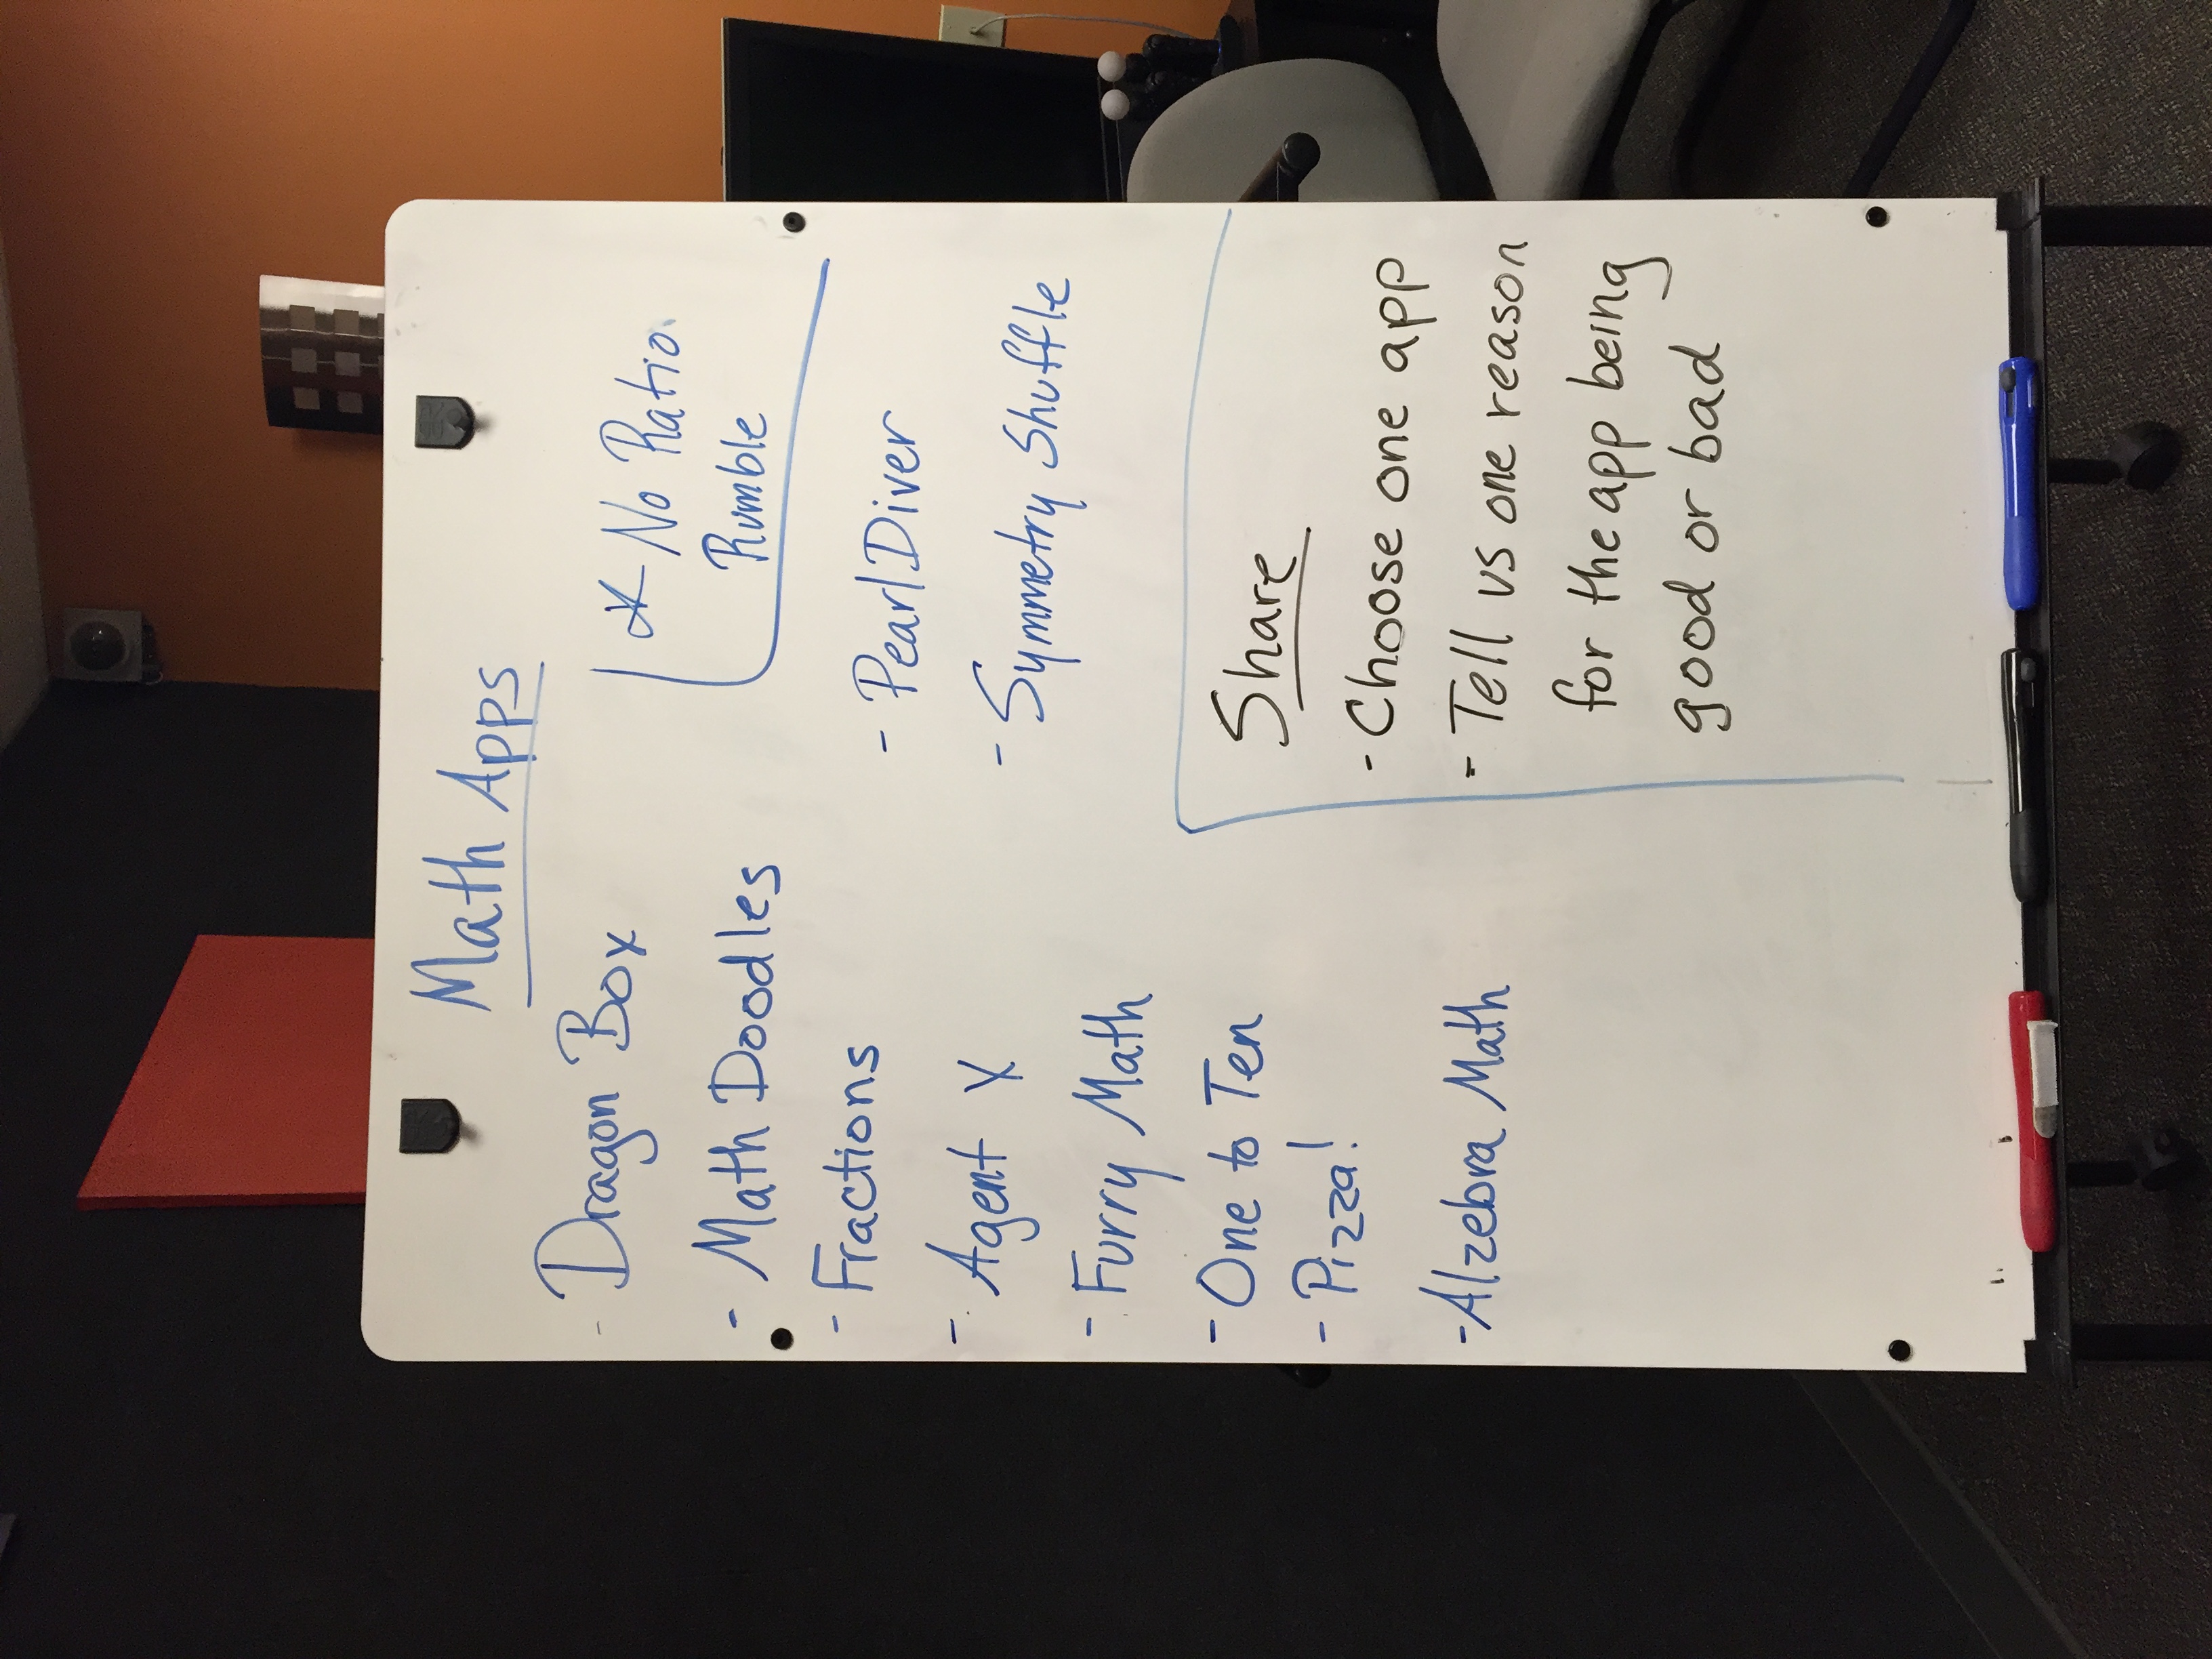 Math Apps
- Dragon Box
- Math Doodles
- Fractions
- Agent X
- Furry Math
- One to Ten
- Pizza!
- Alzebra Math
* No Ratio
Rumble
- Pearl Diver
- Symmetry Shuffle
Share
- Choose one app
- Tell us one reason
for the app being
good or bad